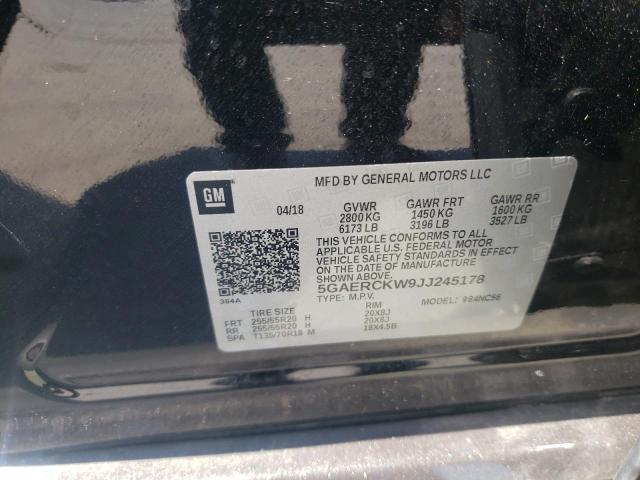 GM
MFD BY GENERAL MOTORS LLC
04/18
GVWR GAWR FRT GAWR RR
2800 KG 1450 KG 1600 KG
6173 LB 3196 LB 3527 LB
THIS VEHICLE CONFORMS TO ALL
APPLICABLE U.S. FEDERAL MOTOR
VEHICLE SAFETY STANDARDS IN EFFECT
ON THE DATE OF MANUFACTURE
SHOWN ABOVE.
5GAERCKW9JJ245178
TYPE: M.P.V. MODEL: 984NC56
384A
TIRE SIZE RIM
FRT 255/55R20 H 20X8J
RR 255/55R20 H 20X8J
SPA T135/70R18 M 18X4.5B